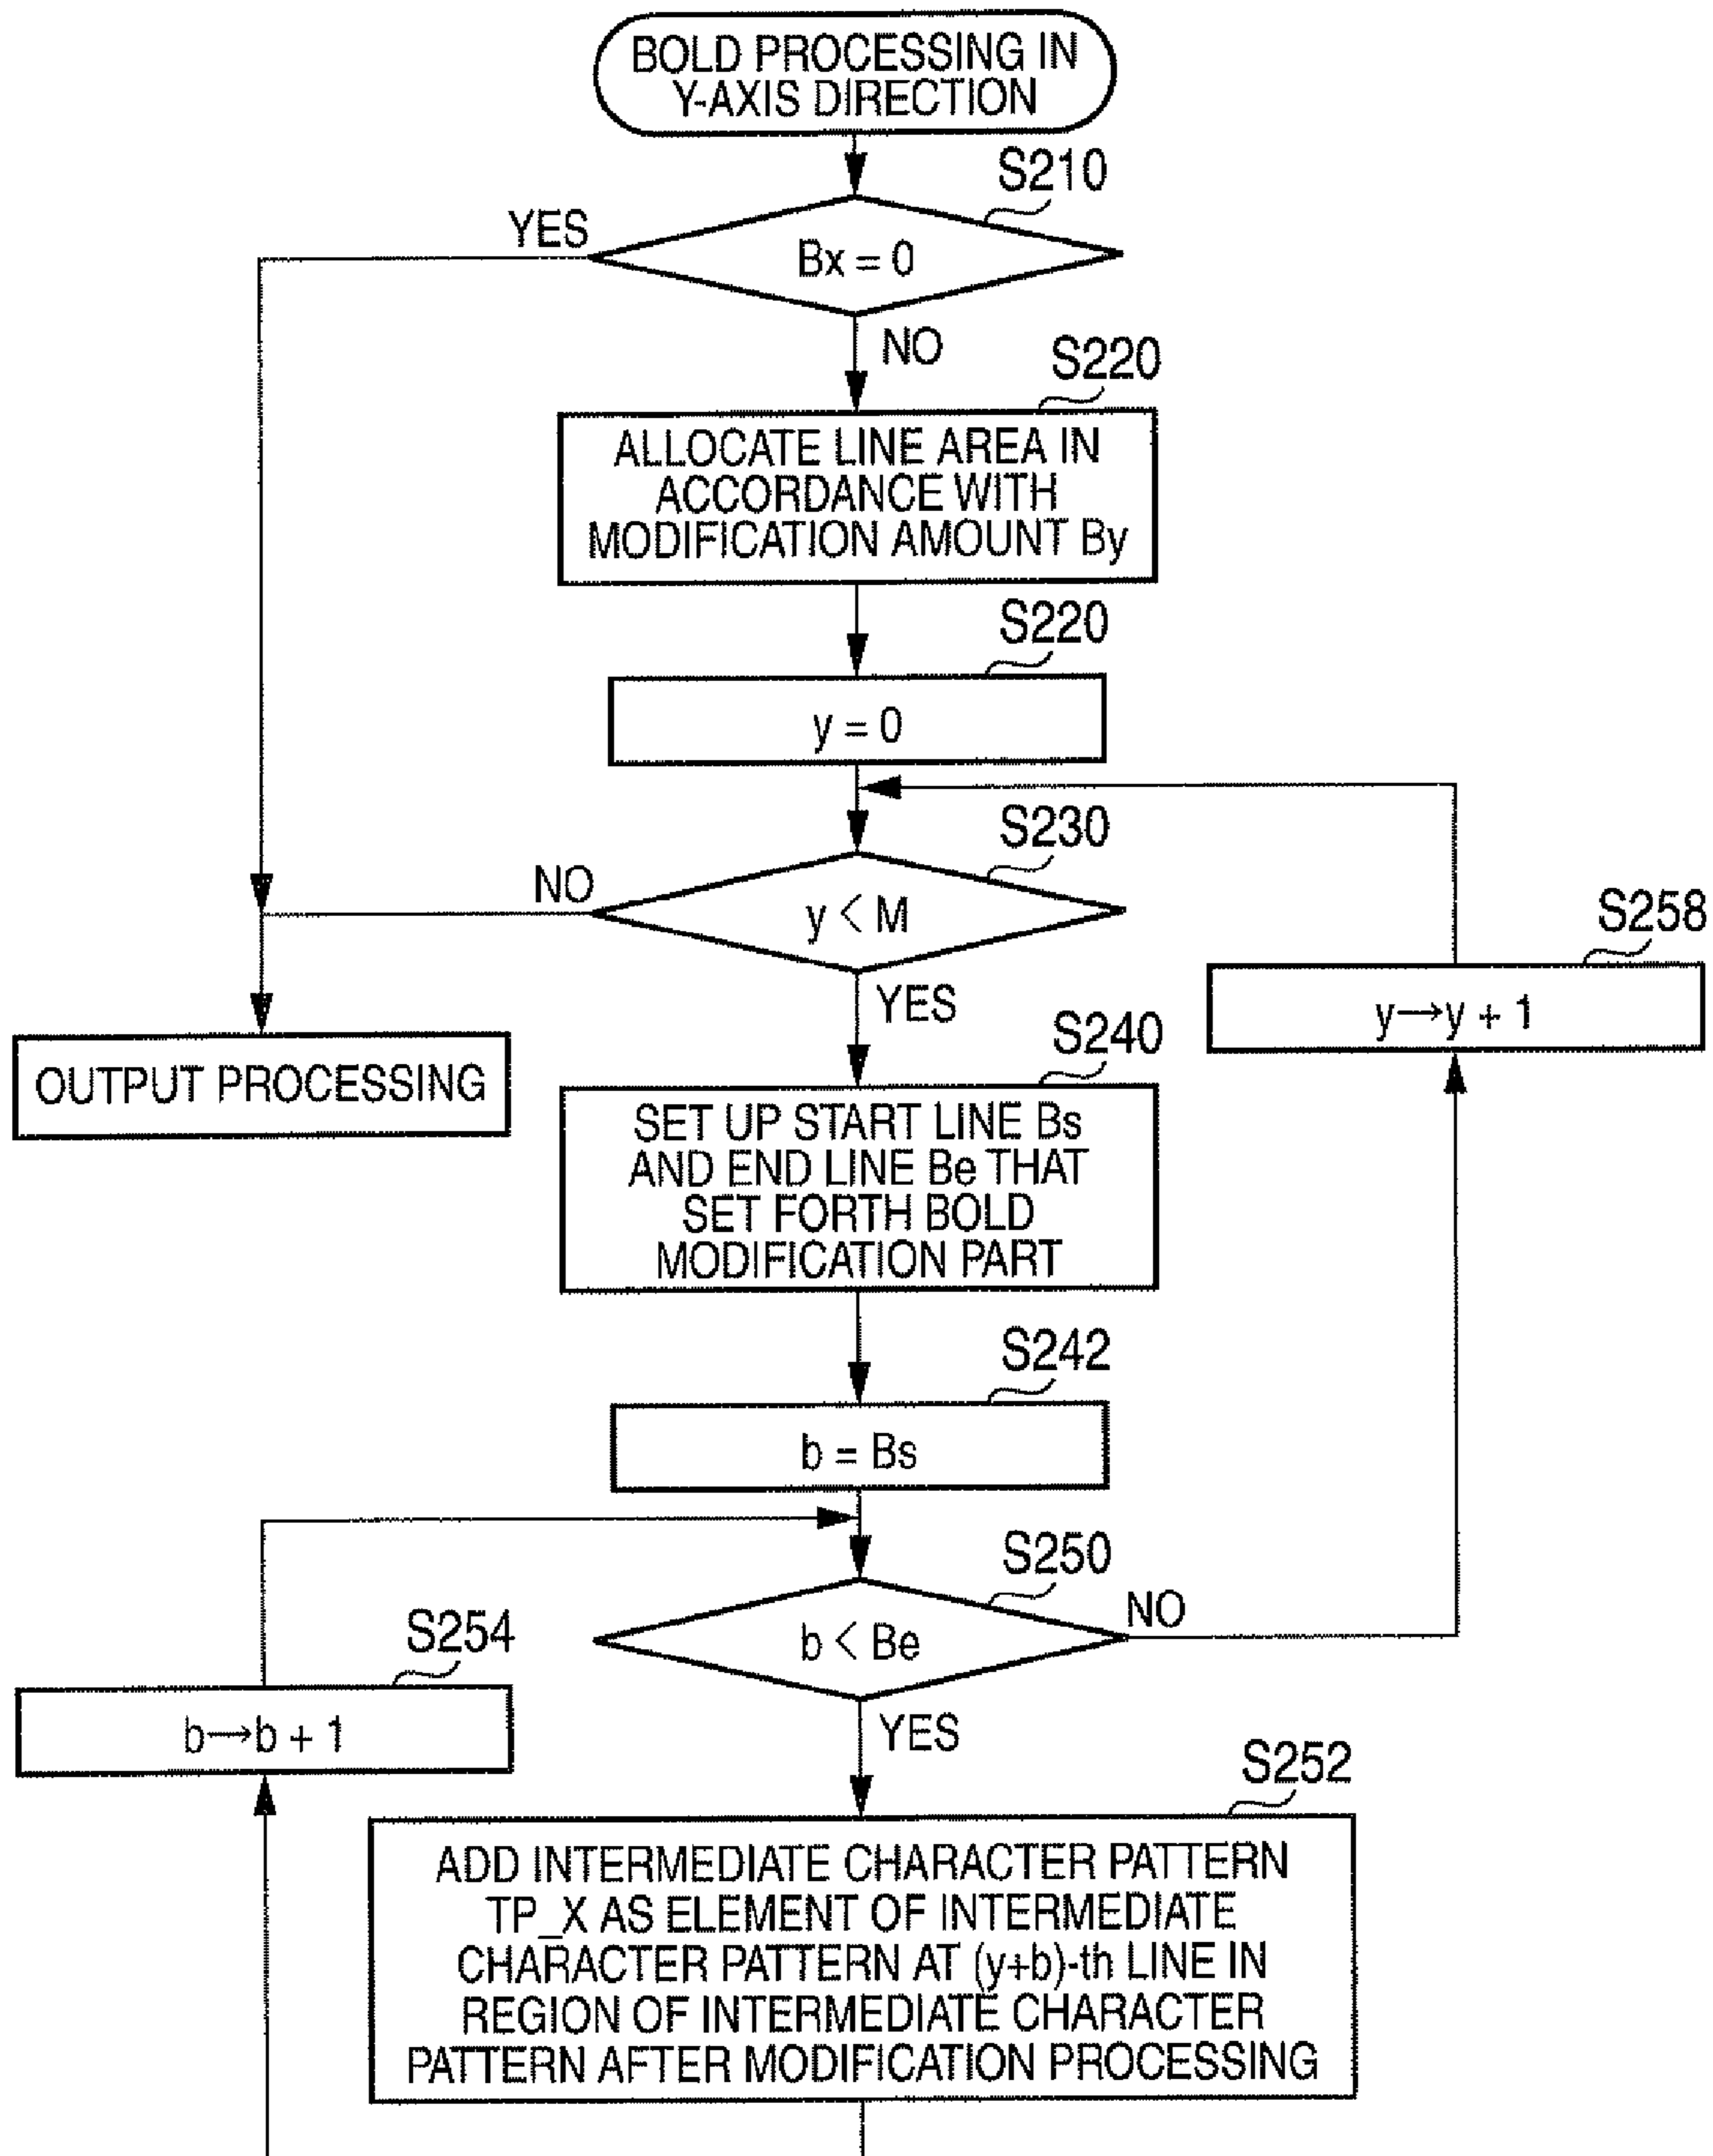 BOLD PROCESSING IN
Y-AXIS DIRECTION
S210
YES
Bx = 0
NO
S220
ALLOCATE LINE AREA IN
ACCORDANCE WITH
MODIFICATION AMOUNT By
S220
y = 0
S230
NO
y < M
S258
YES
y→y + 1
S240
OUTPUT PROCESSING
SET UP START LINE Bs
AND END LINE Be THAT
SET FORTH BOLD
MODIFICATION PART
S242
b = Bs
S250
NO
b < Be
S254
b→b + 1
YES
S252
ADD INTERMEDIATE CHARACTER PATTERN
TP_X AS ELEMENT OF INTERMEDIATE
CHARACTER PATTERN AT (y+b)-th LINE IN
REGION OF INTERMEDIATE CHARACTER
PATTERN AFTER MODIFICATION PROCESSING